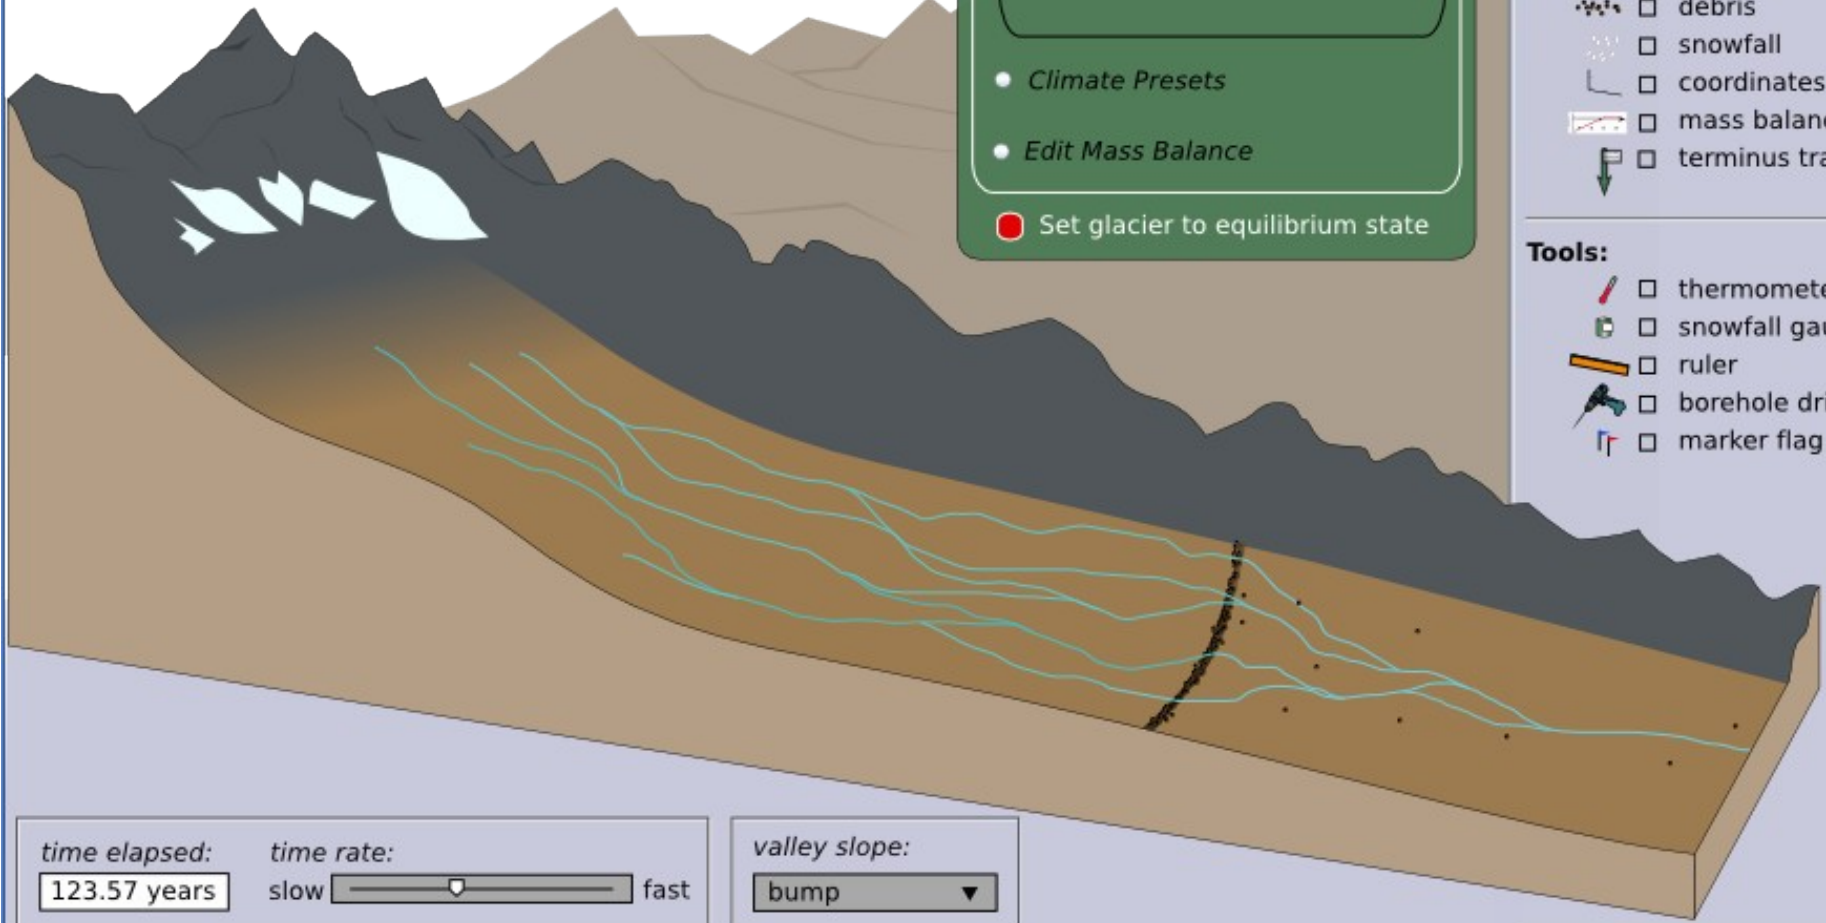 Climate Presets
Edit Mass Balance
Set glacier to equilibrium state
debris
snowfall
coordinates
mass balanc
terminus tra
Tools:
thermomete
snowfall gau
ruler
borehole dri
marker flag
time elapsed:
123.57 years
time rate:
slow
fast
valley slope:
bump